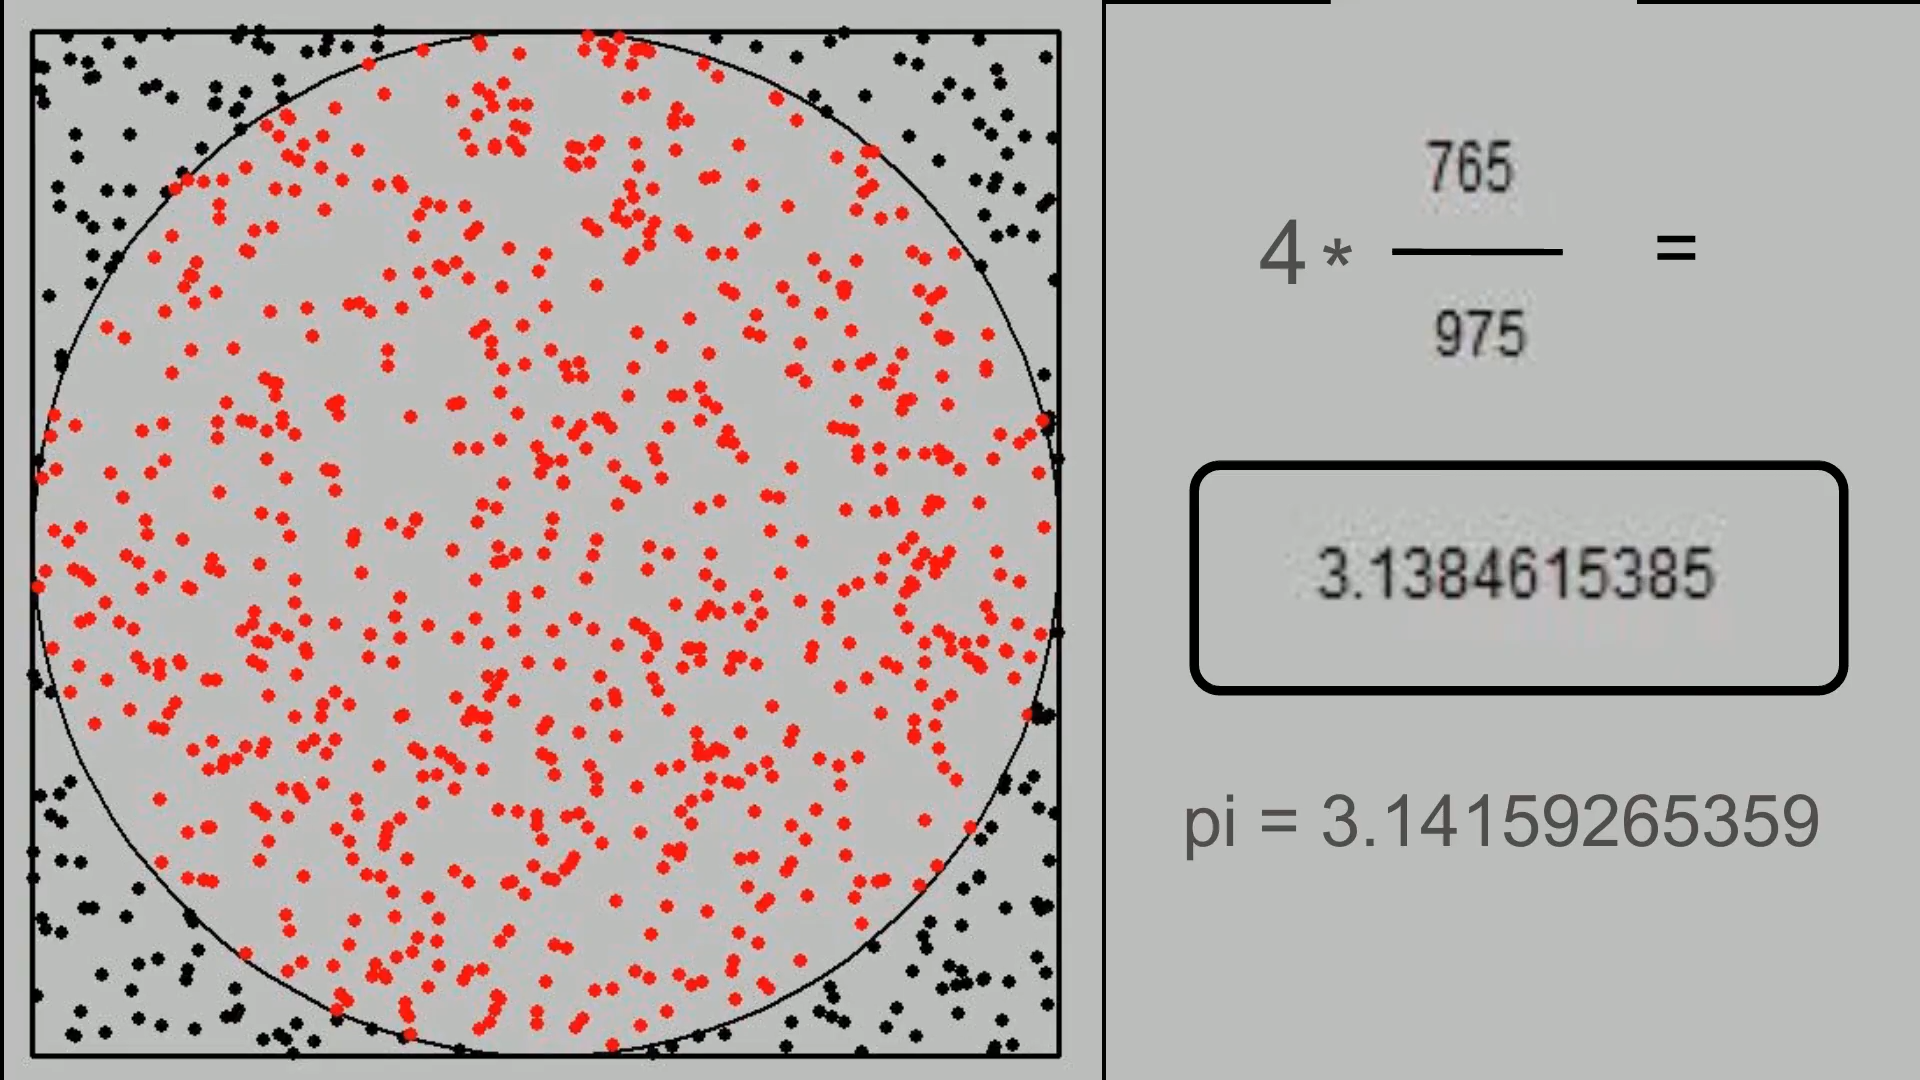 765
4 * =
975
3.1384615385
pi = 3.14159265359